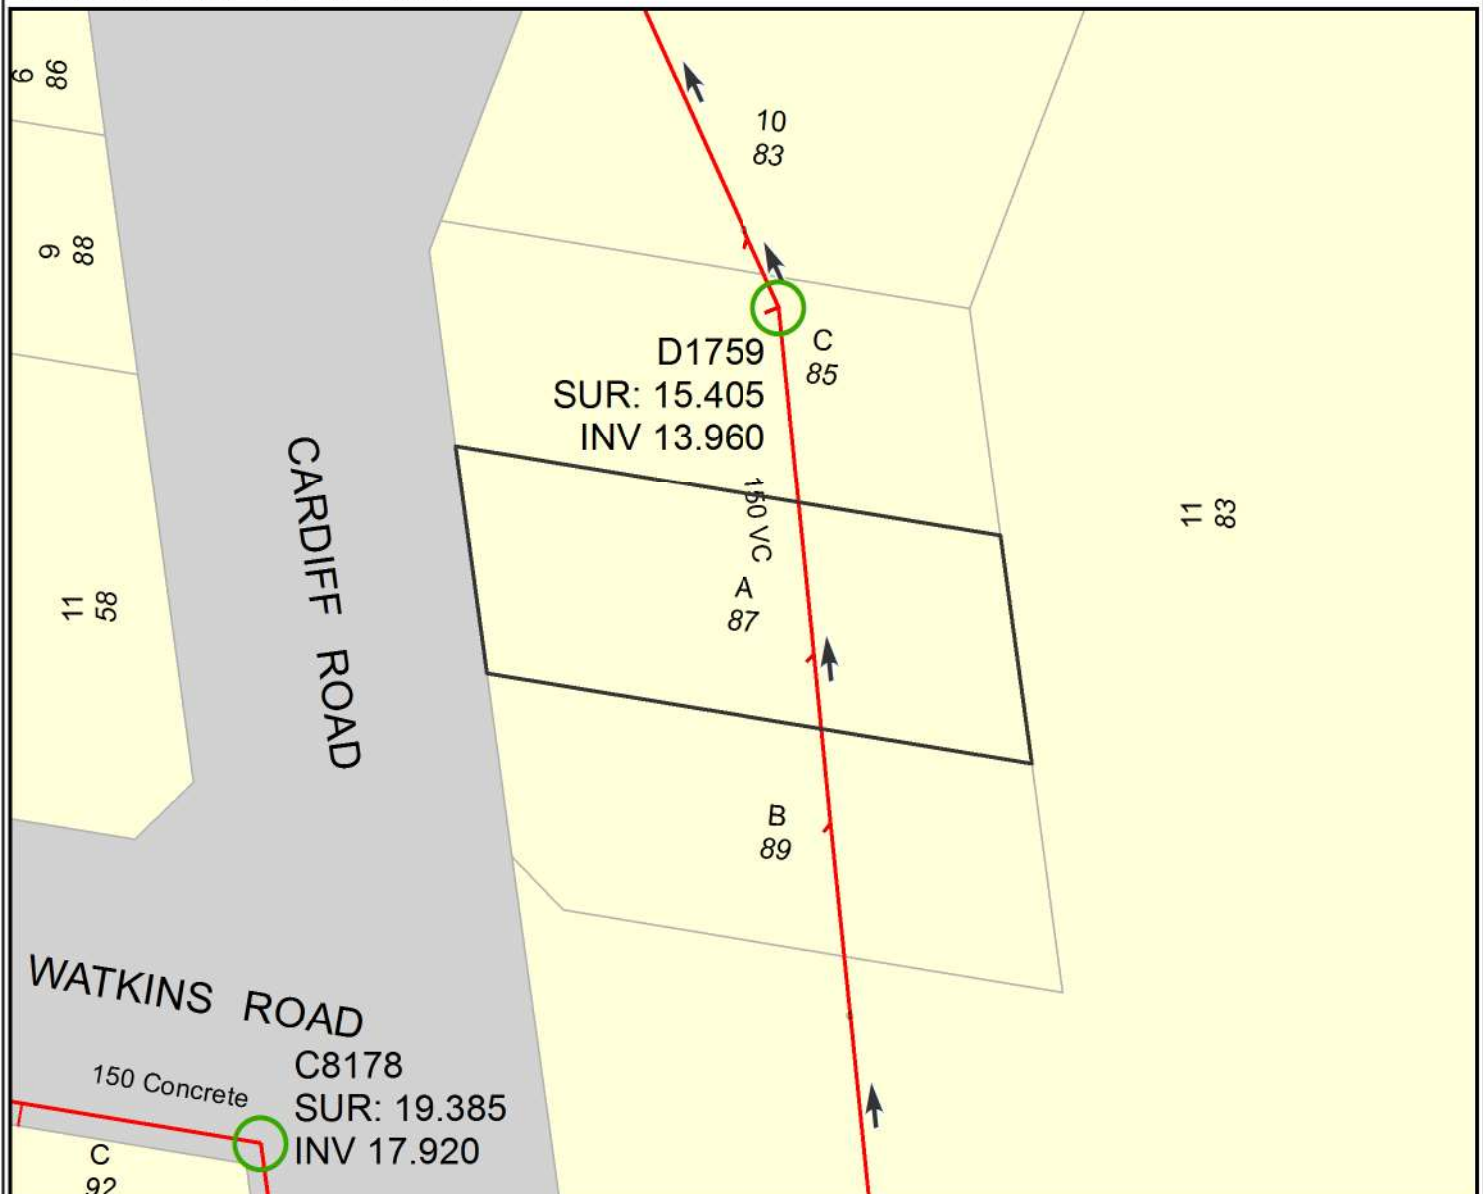 6
86
10
83
9
88
D1759
SUR: 15.405
INV 13.960
C
85
CARDIFF ROAD
150 VC
11
83
A
87
11
58
B
89
WATKINS ROAD
150 Concrete
C8178
SUR: 19.385
INV 17.920
C
92